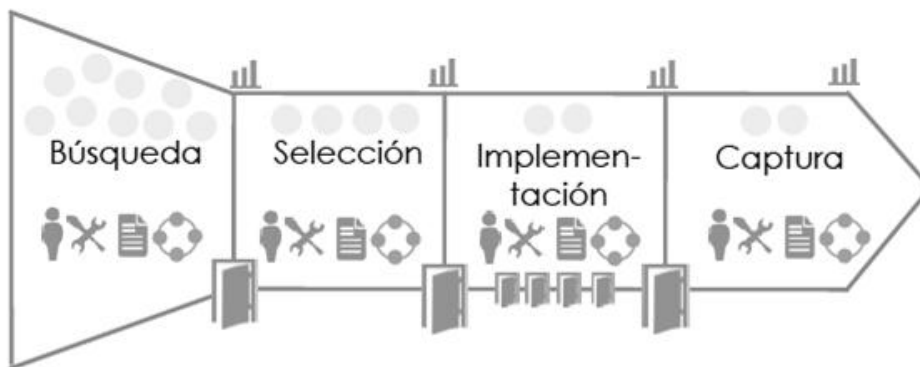 Búsqueda
Selección
Implemen-
tación
Captura